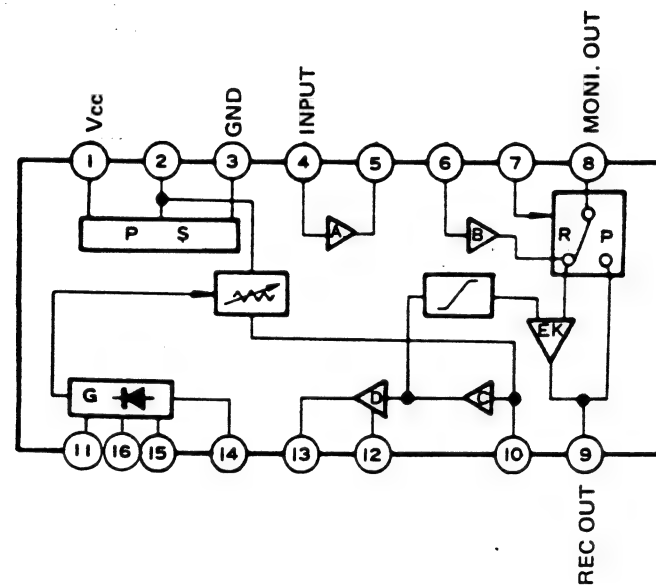 Vcc
GND
INPUT
MONI. OUT
1
2
3
4
5
6
7
8
P S
A
B
R P
EK
G
D
C
11
16
15
14
13
12
10
9
REC OUT